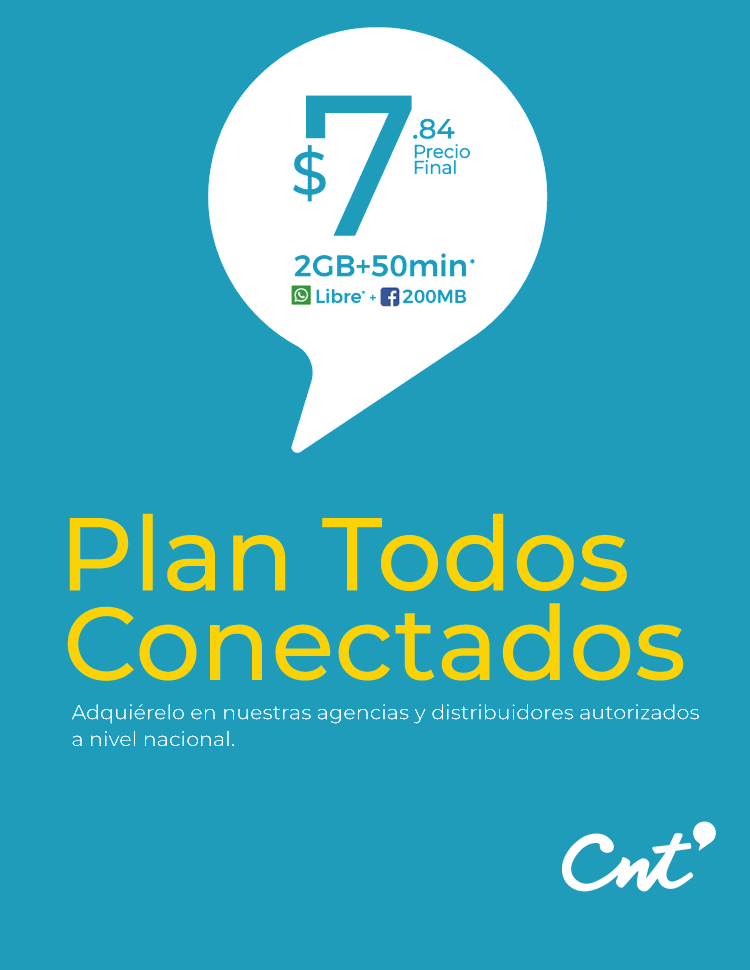 $7.84
Precio
Final
2GB+50min*
Libre* + f 200MB
Plan Todos
Conectados
Adquiérelo en nuestras agencias y distribuidores autorizados
a nivel nacional.
Cnt